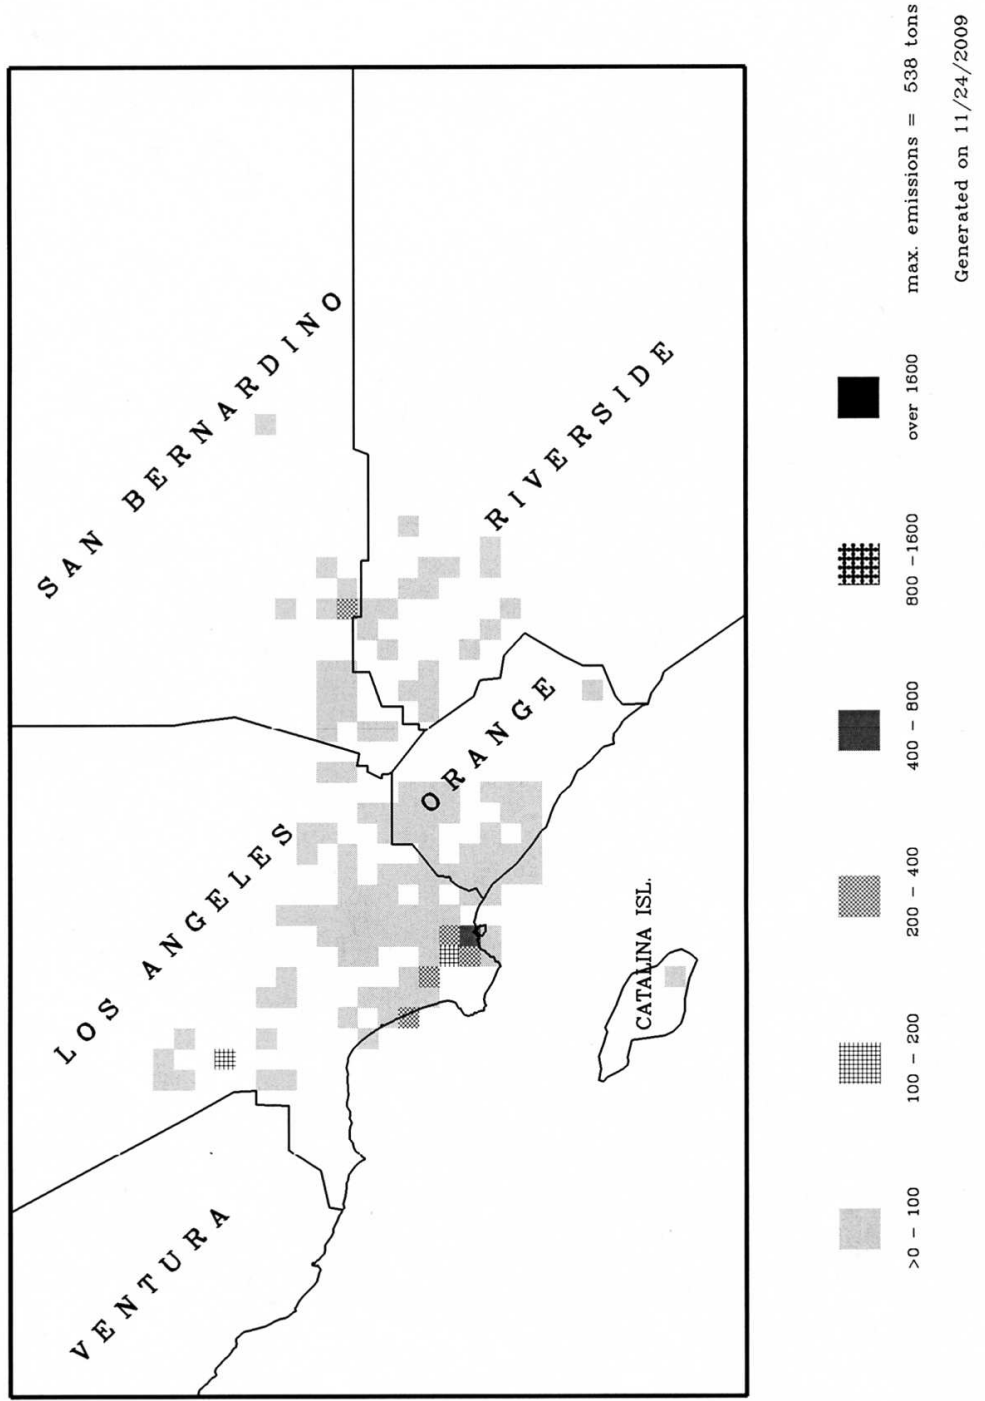 SAN BERNARDINO
LOS ANGELES
VENTURA
RIVERSIDE
ORANGE
CATALINA ISL.
>0 - 100
100 - 200
200 - 400
400 - 800
800 -1600
over 1600
max. emissions = 538 tons
Generated on 11/24/2009